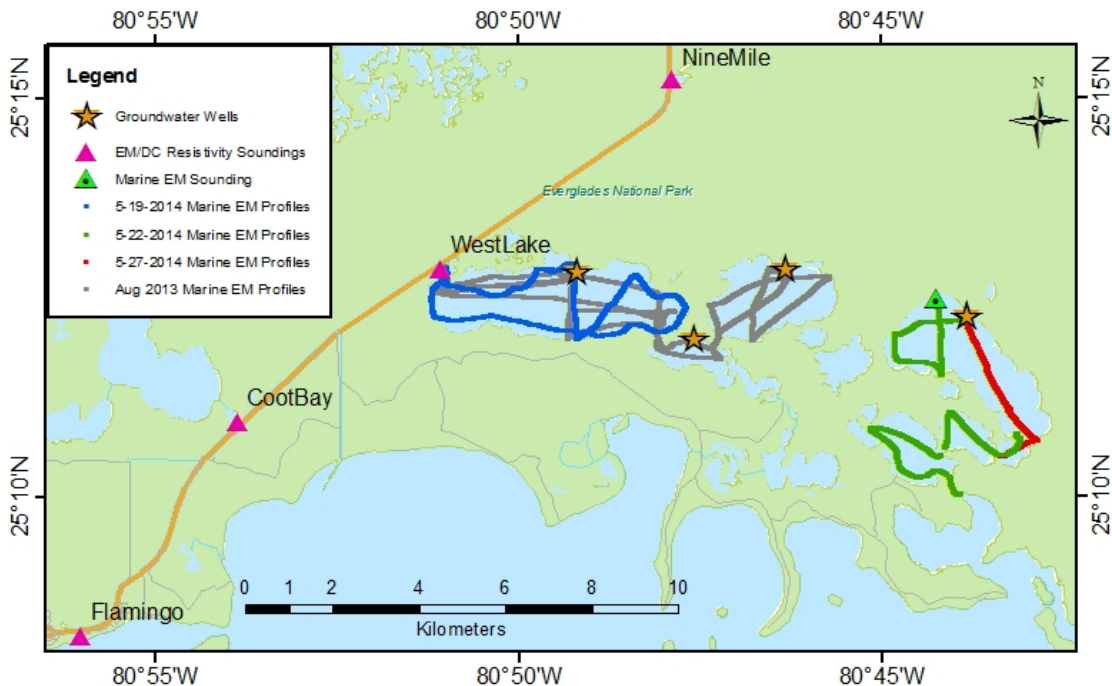 80°55'W 80°50'W 80°45'W
25°15'N
25°15'N
Legend
Groundwater Wells
EM/DC Resistivity Soundings
Marine EM Sounding
5-19-2014 Marine EM Profiles
5-22-2014 Marine EM Profiles
5-27-2014 Marine EM Profiles
Aug 2013 Marine EM Profiles
NineMile
N
Everglades National Park
WestLake
CootBay
25°10'N
25°10'N
0 1 2 4 6 8 10
Kilometers
Flamingo
80°55'W 80°50'W 80°45'W